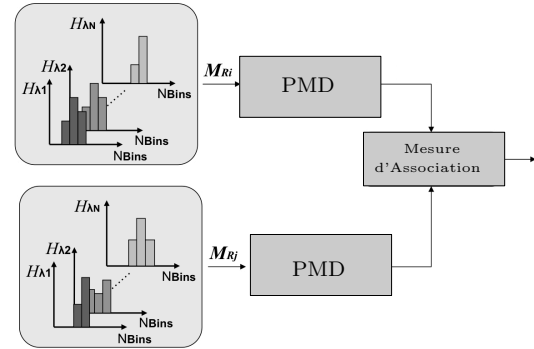 HλN
Hλ2
Hλ1
NBins
NBins
NBins
MRi
PMD
Mesure
d'Association
HλN
Hλ2
Hλ1
NBins
NBins
NBins
MRj
PMD